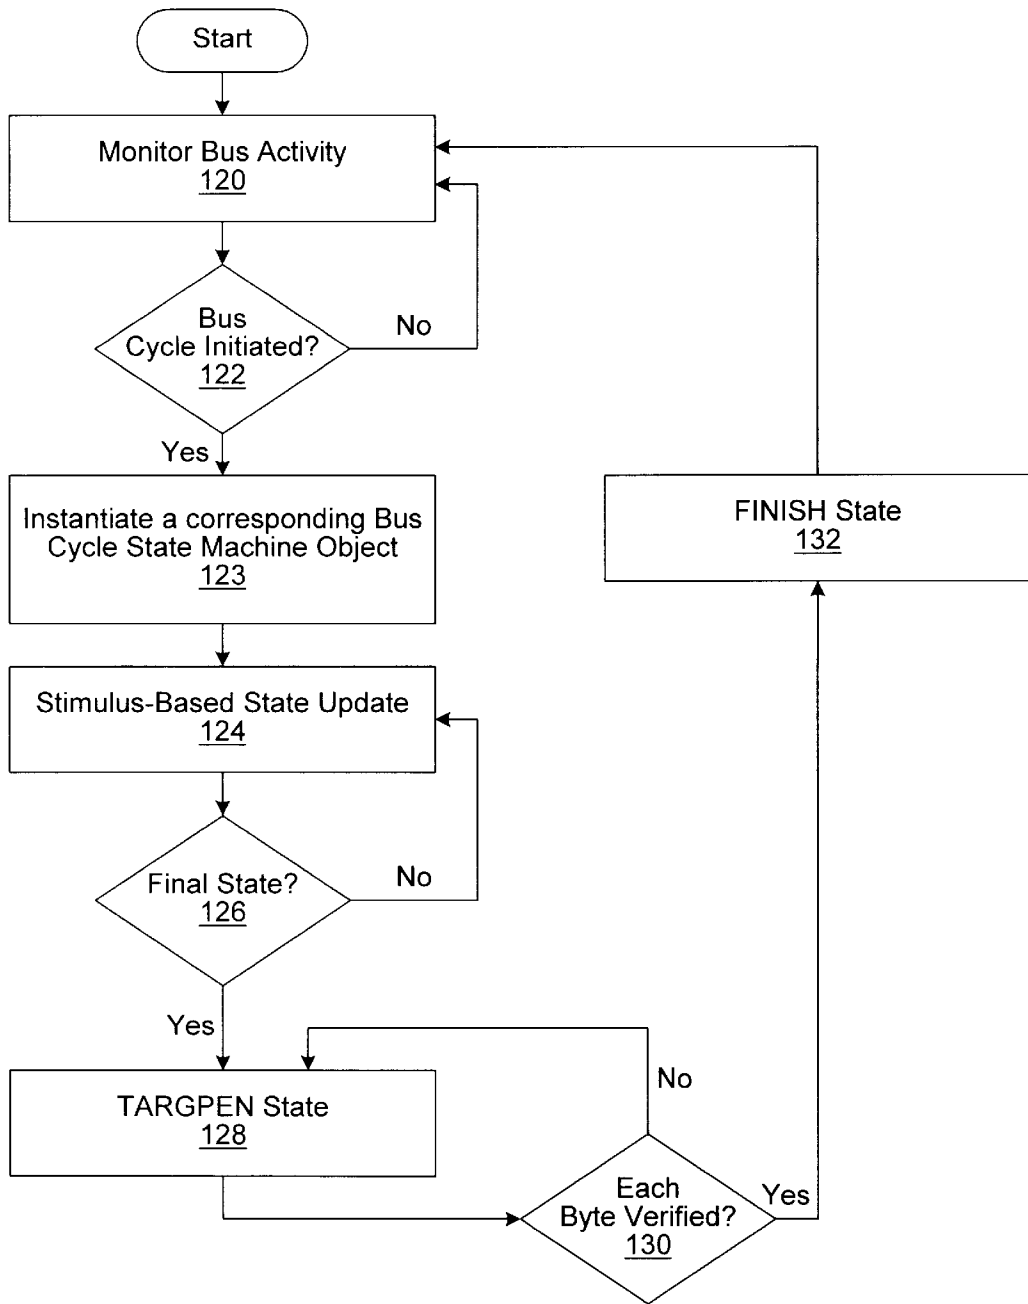 Start
Monitor Bus Activity
120
Bus
Cycle Initiated?
122
No
Yes
Instantiate a corresponding Bus
Cycle State Machine Object
123
FINISH State
132
Stimulus-Based State Update
124
Final State?
126
No
Yes
TARGPEN State
128
No
Each
Byte Verified?
130
Yes